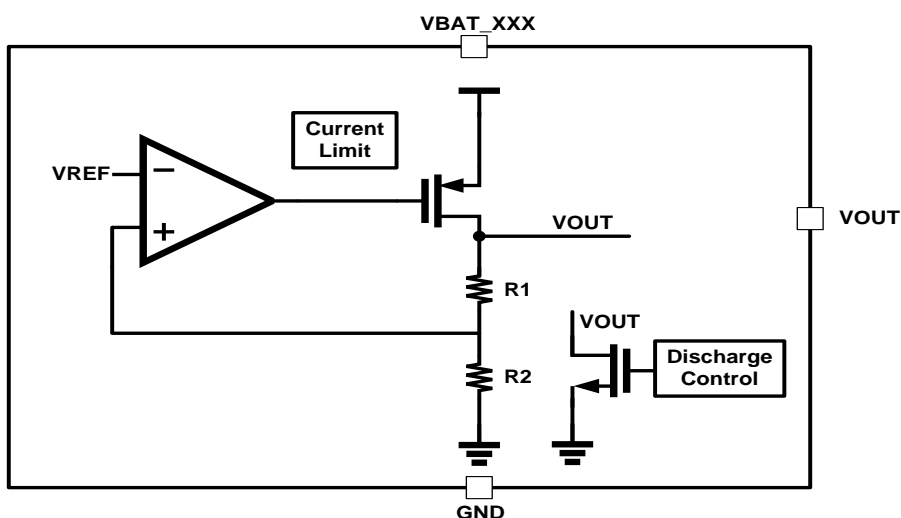 VBAT_XXX
Current
Limit
VREF
−
+
VOUT
VOUT
R1
VOUT
R2
Discharge
Control
GND